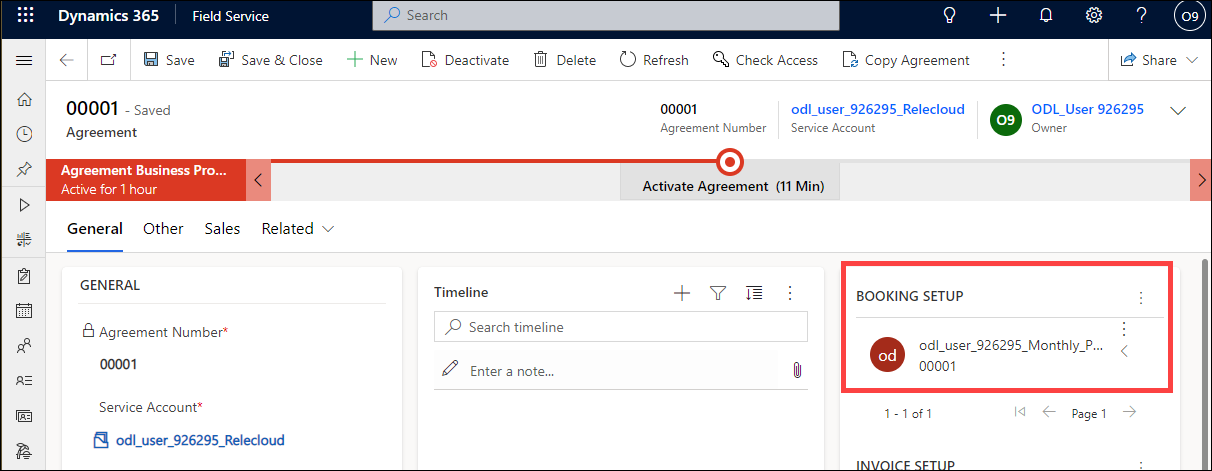 Dynamics 365 Field Service Search ? O9
Save Save & Close New Deactivate Delete Refresh Check Access Copy Agreement Share
00001 - Saved
Agreement
00001
Agreement Number
odl_user_926295_Relecloud
Service Account
O9
ODL_User 926295
Owner
Agreement Business Pro...
Active for 1 hour
Activate Agreement (11 Min)
General Other Sales Related
GENERAL
Agreement Number*
00001
Service Account*
odl_user_926295_Relecloud
Timeline
Search timeline
Enter a note...
BOOKING SETUP
od
odl_user_926295_Monthly_P...
00001
1 - 1 of 1 Page 1
INVOICE SETUP